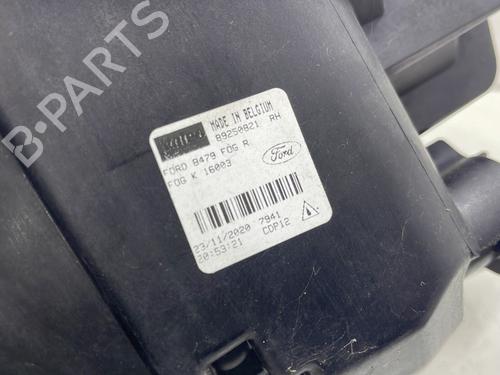 MADE IN BELGIUM
89250821 RH
FORD B479 FOG R
FOG K 16003
Ford
23/11/2020 7941
20:53:21 CDP12
B-PARTS